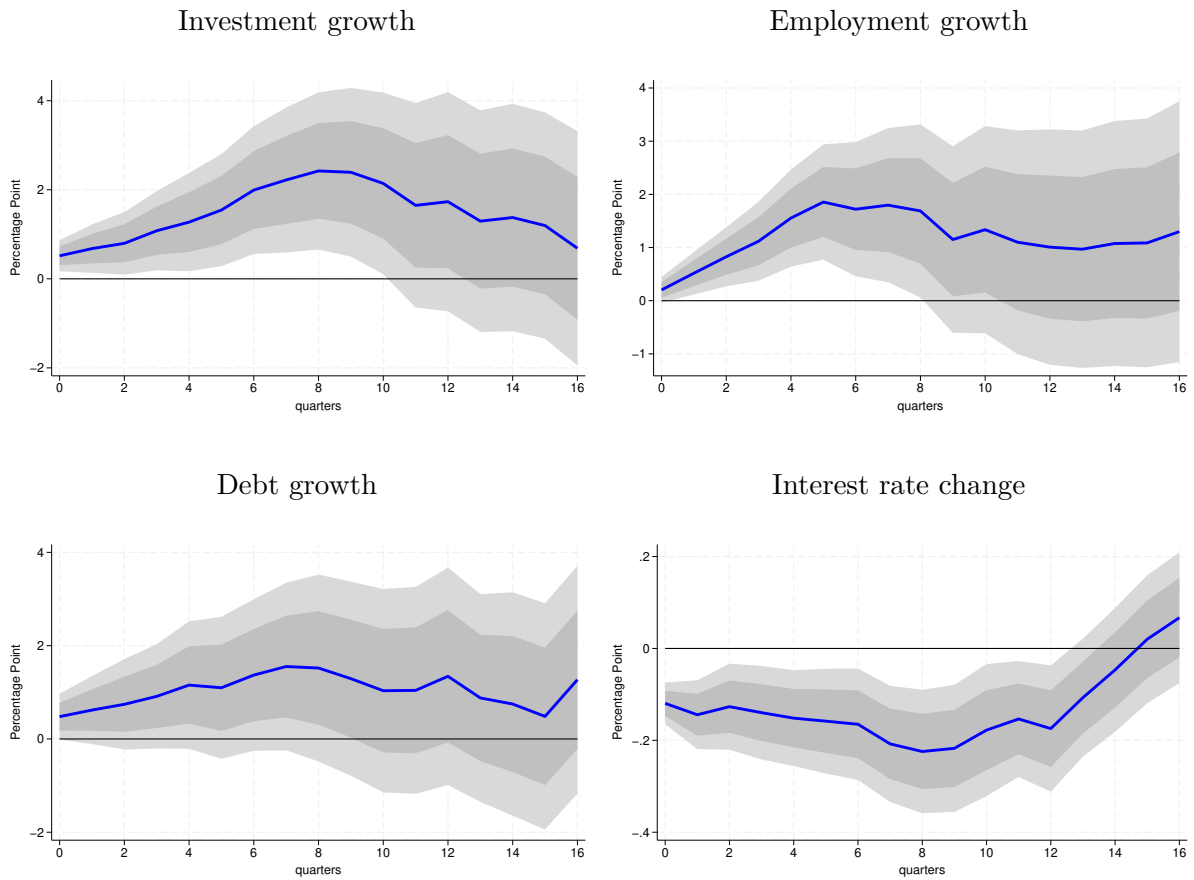 Investment growth
Percentage Point
4
2
0
−2
0 2 4 6 8 10 12 14 16
quarters
Employment growth
Percentage Point
4
3
2
1
0
−1
0 2 4 6 8 10 12 14 16
quarters
Debt growth
Percentage Point
4
2
0
−2
0 2 4 6 8 10 12 14 16
quarters
Interest rate change
Percentage Point
.2
0
−.2
−.4
0 2 4 6 8 10 12 14 16
quarters